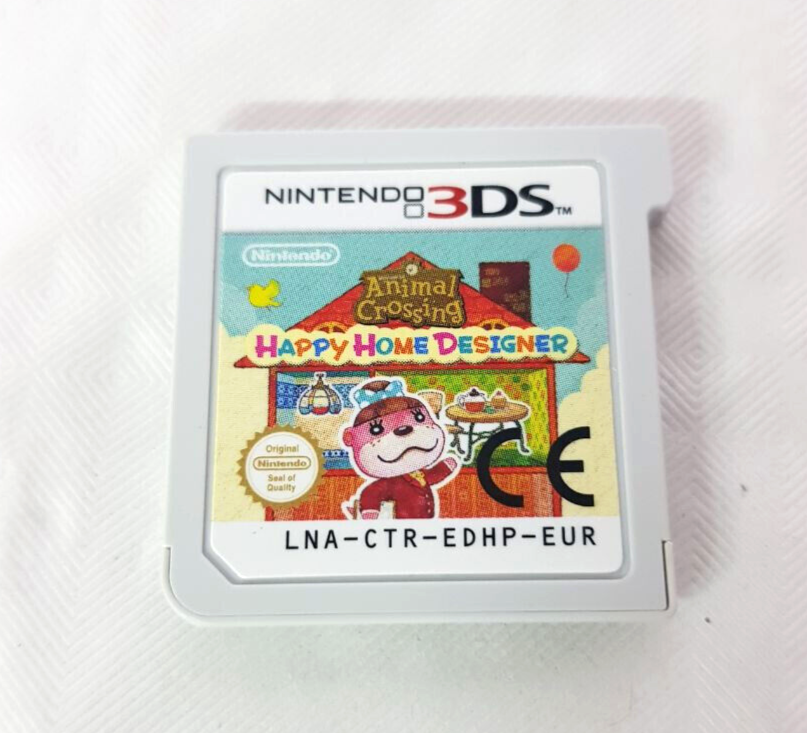 NINTENDO 3DS™
Nintendo®
Animal
Crossing
HAPPY HOME DESIGNER
Original
Nintendo
Seal of
Quality
CE
LNA-CTR-EDHP-EUR